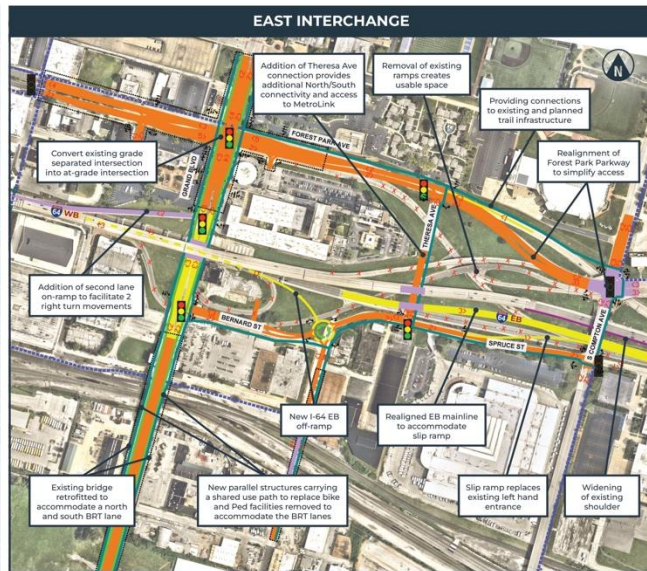 EAST INTERCHANGE
Addition of Theresa Ave
connection provides
additional North/South
connectivity and access
to MetroLink
Removal of existing
ramps creates
usable space
N
Providing connections
to existing and planned
trail infrastructure
Convert existing grade
separated intersection
into at-grade intersection
GRAND BLVD
FOREST PARK AVE
Realignment of
Forest Park Parkway
to simplify access
THERESA AVE
64 WB
Addition of second lane
on-ramp to facilitate 2
right turn movements
BERNARD ST
64 EB
SPRUCE ST
S COMPTON AVE
New I-64 EB
off-ramp
Realigned EB mainline
to accommodate
slip ramp
Existing bridge
retrofitted to
accommodate a north
and south BRT lane
New parallel structures carrying
a shared use path to replace bike
and Ped facilities removed to
accommodate the BRT lanes
Slip ramp replaces
existing left hand
entrance
Widening
of existing
shoulder